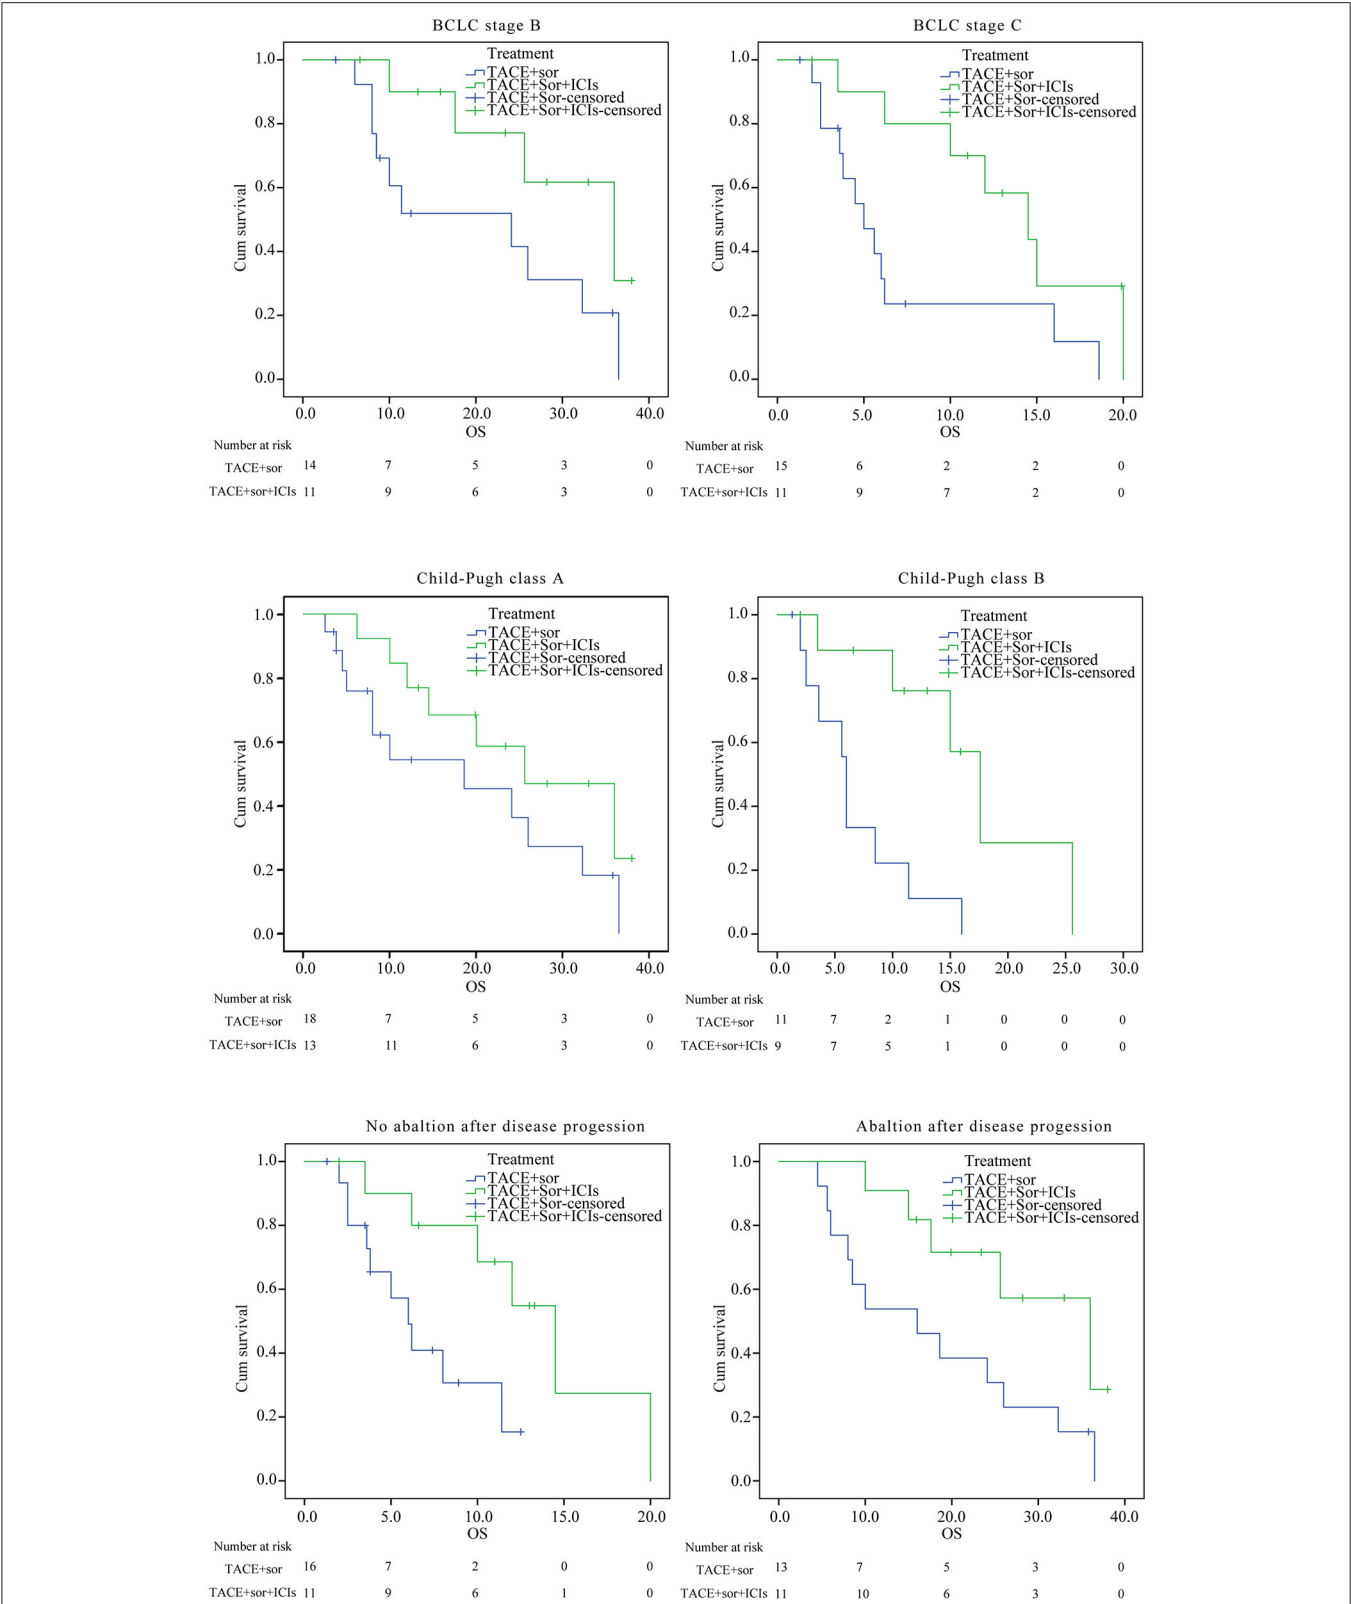 BCLC stage B
Treatment
TACE+sor
TACE+Sor+ICIs
TACE+Sor-censored
TACE+Sor+ICIs-censored
Cum survival
1.0
0.8
0.6
0.4
0.2
0.0
0.0 10.0 20.0 30.0 40.0
OS
Number at risk
TACE+sor 14 7 5 3 0
TACE+sor+ICIs 11 9 6 3 0
BCLC stage C
Treatment
TACE+sor
TACE+Sor+ICIs
TACE+Sor-censored
TACE+Sor+ICIs-censored
Cum survival
1.0
0.8
0.6
0.4
0.2
0.0
0.0 5.0 10.0 15.0 20.0
OS
Number at risk
TACE+sor 15 6 2 2 0
TACE+sor+ICIs 11 9 7 2 0
Child-Pugh class A
Treatment
TACE+sor
TACE+Sor+ICIs
TACE+Sor-censored
TACE+Sor+ICIs-censored
Cum survival
1.0
0.8
0.6
0.4
0.2
0.0
0.0 10.0 20.0 30.0 40.0
OS
Number at risk
TACE+sor 18 7 5 3 0
TACE+sor+ICIs 13 11 6 3 0
Child-Pugh class B
Treatment
TACE+sor
TACE+Sor+ICIs
TACE+Sor-censored
TACE+Sor+ICIs-censored
Cum survival
1.0
0.8
0.6
0.4
0.2
0.0
0.0 5.0 10.0 15.0 20.0 25.0 30.0
OS
Number at risk
TACE+sor 11 7 2 1 0 0 0
TACE+sor+ICIs 9 7 5 1 0 0 0
No abaltion after disease progession
Treatment
TACE+sor
TACE+Sor+ICIs
TACE+Sor-censored
TACE+Sor+ICIs-censored
Cum survival
1.0
0.8
0.6
0.4
0.2
0.0
0.0 5.0 10.0 15.0 20.0
OS
Number at risk
TACE+sor 16 7 2 0 0
TACE+sor+ICIs 11 9 6 1 0
Abaltion after disease progession
Treatment
TACE+sor
TACE+Sor+ICIs
TACE+Sor-censored
TACE+Sor+ICIs-censored
Cum survival
1.0
0.8
0.6
0.4
0.2
0.0
0.0 10.0 20.0 30.0 40.0
OS
Number at risk
TACE+sor 13 7 5 3 0
TACE+sor+ICIs 11 10 6 3 0